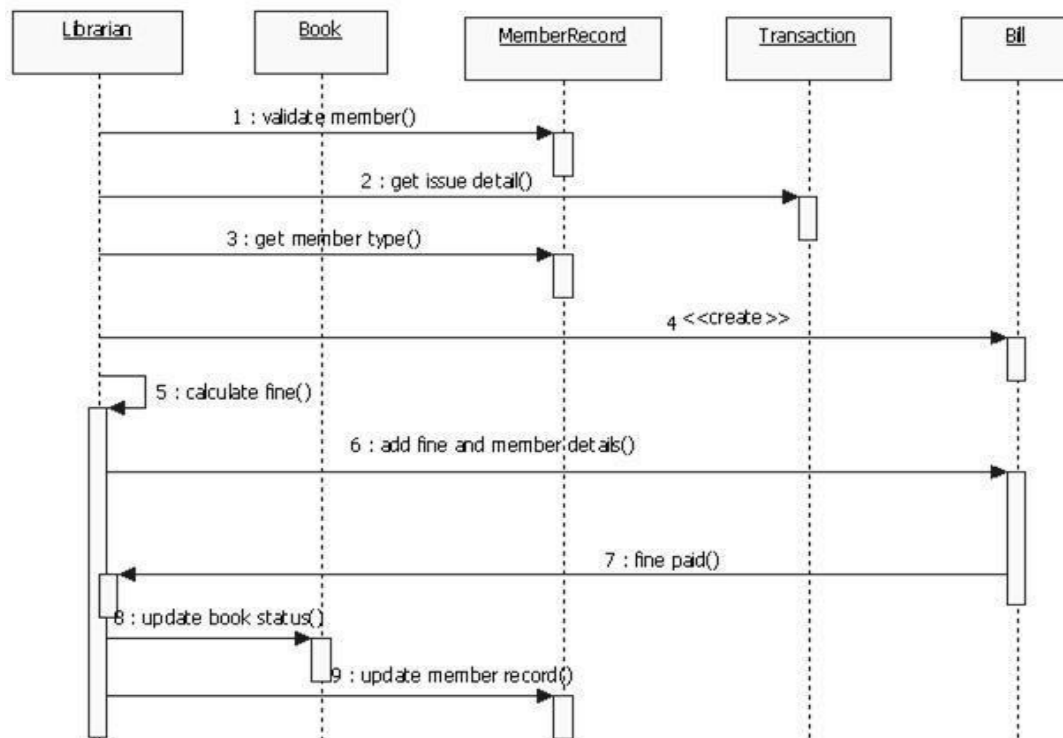 Librarian
Book
MemberRecord
Transaction
Bill
1 : validate member()
2 : get issue detail()
3 : get member type()
4 <<create>>
5 : calculate fine()
6 : add fine and member details()
7 : fine paid()
8 : update book status()
9 : update member record()